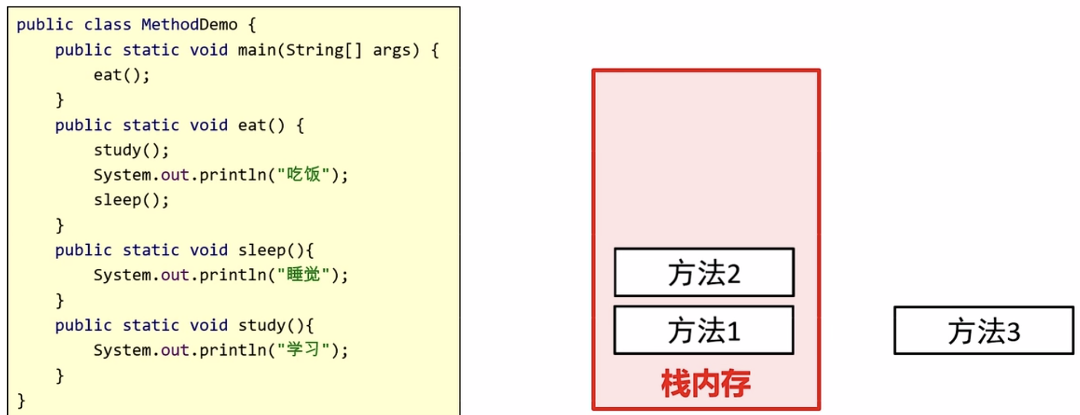 public class MethodDemo {
    public static void main(String[] args) {
        eat();
    }
    public static void eat() {
        study();
        System.out.println("吃饭");
        sleep();
    }
    public static void sleep(){
        System.out.println("睡觉");
    }
    public static void study(){
        System.out.println("学习");
    }
}
方法2
方法1
栈内存
方法3